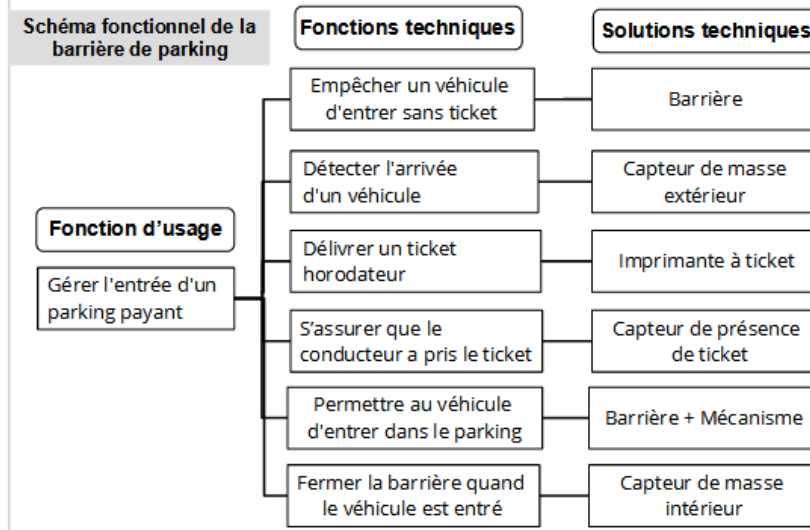 Schéma fonctionnel de la
barrière de parking
Fonctions techniques
Solutions techniques
Empêcher un véhicule
d'entrer sans ticket
Barrière
Détecter l'arrivée
d'un véhicule
Capteur de masse
extérieur
Fonction d'usage
Délivrer un ticket
horodateur
Imprimante à ticket
Gérer l'entrée d'un
parking payant
S'assurer que le
conducteur a pris le ticket
Capteur de présence
de ticket
Permettre au véhicule
d'entrer dans le parking
Barrière + Mécanisme
Fermer la barrière quand
le véhicule est entré
Capteur de masse
intérieur